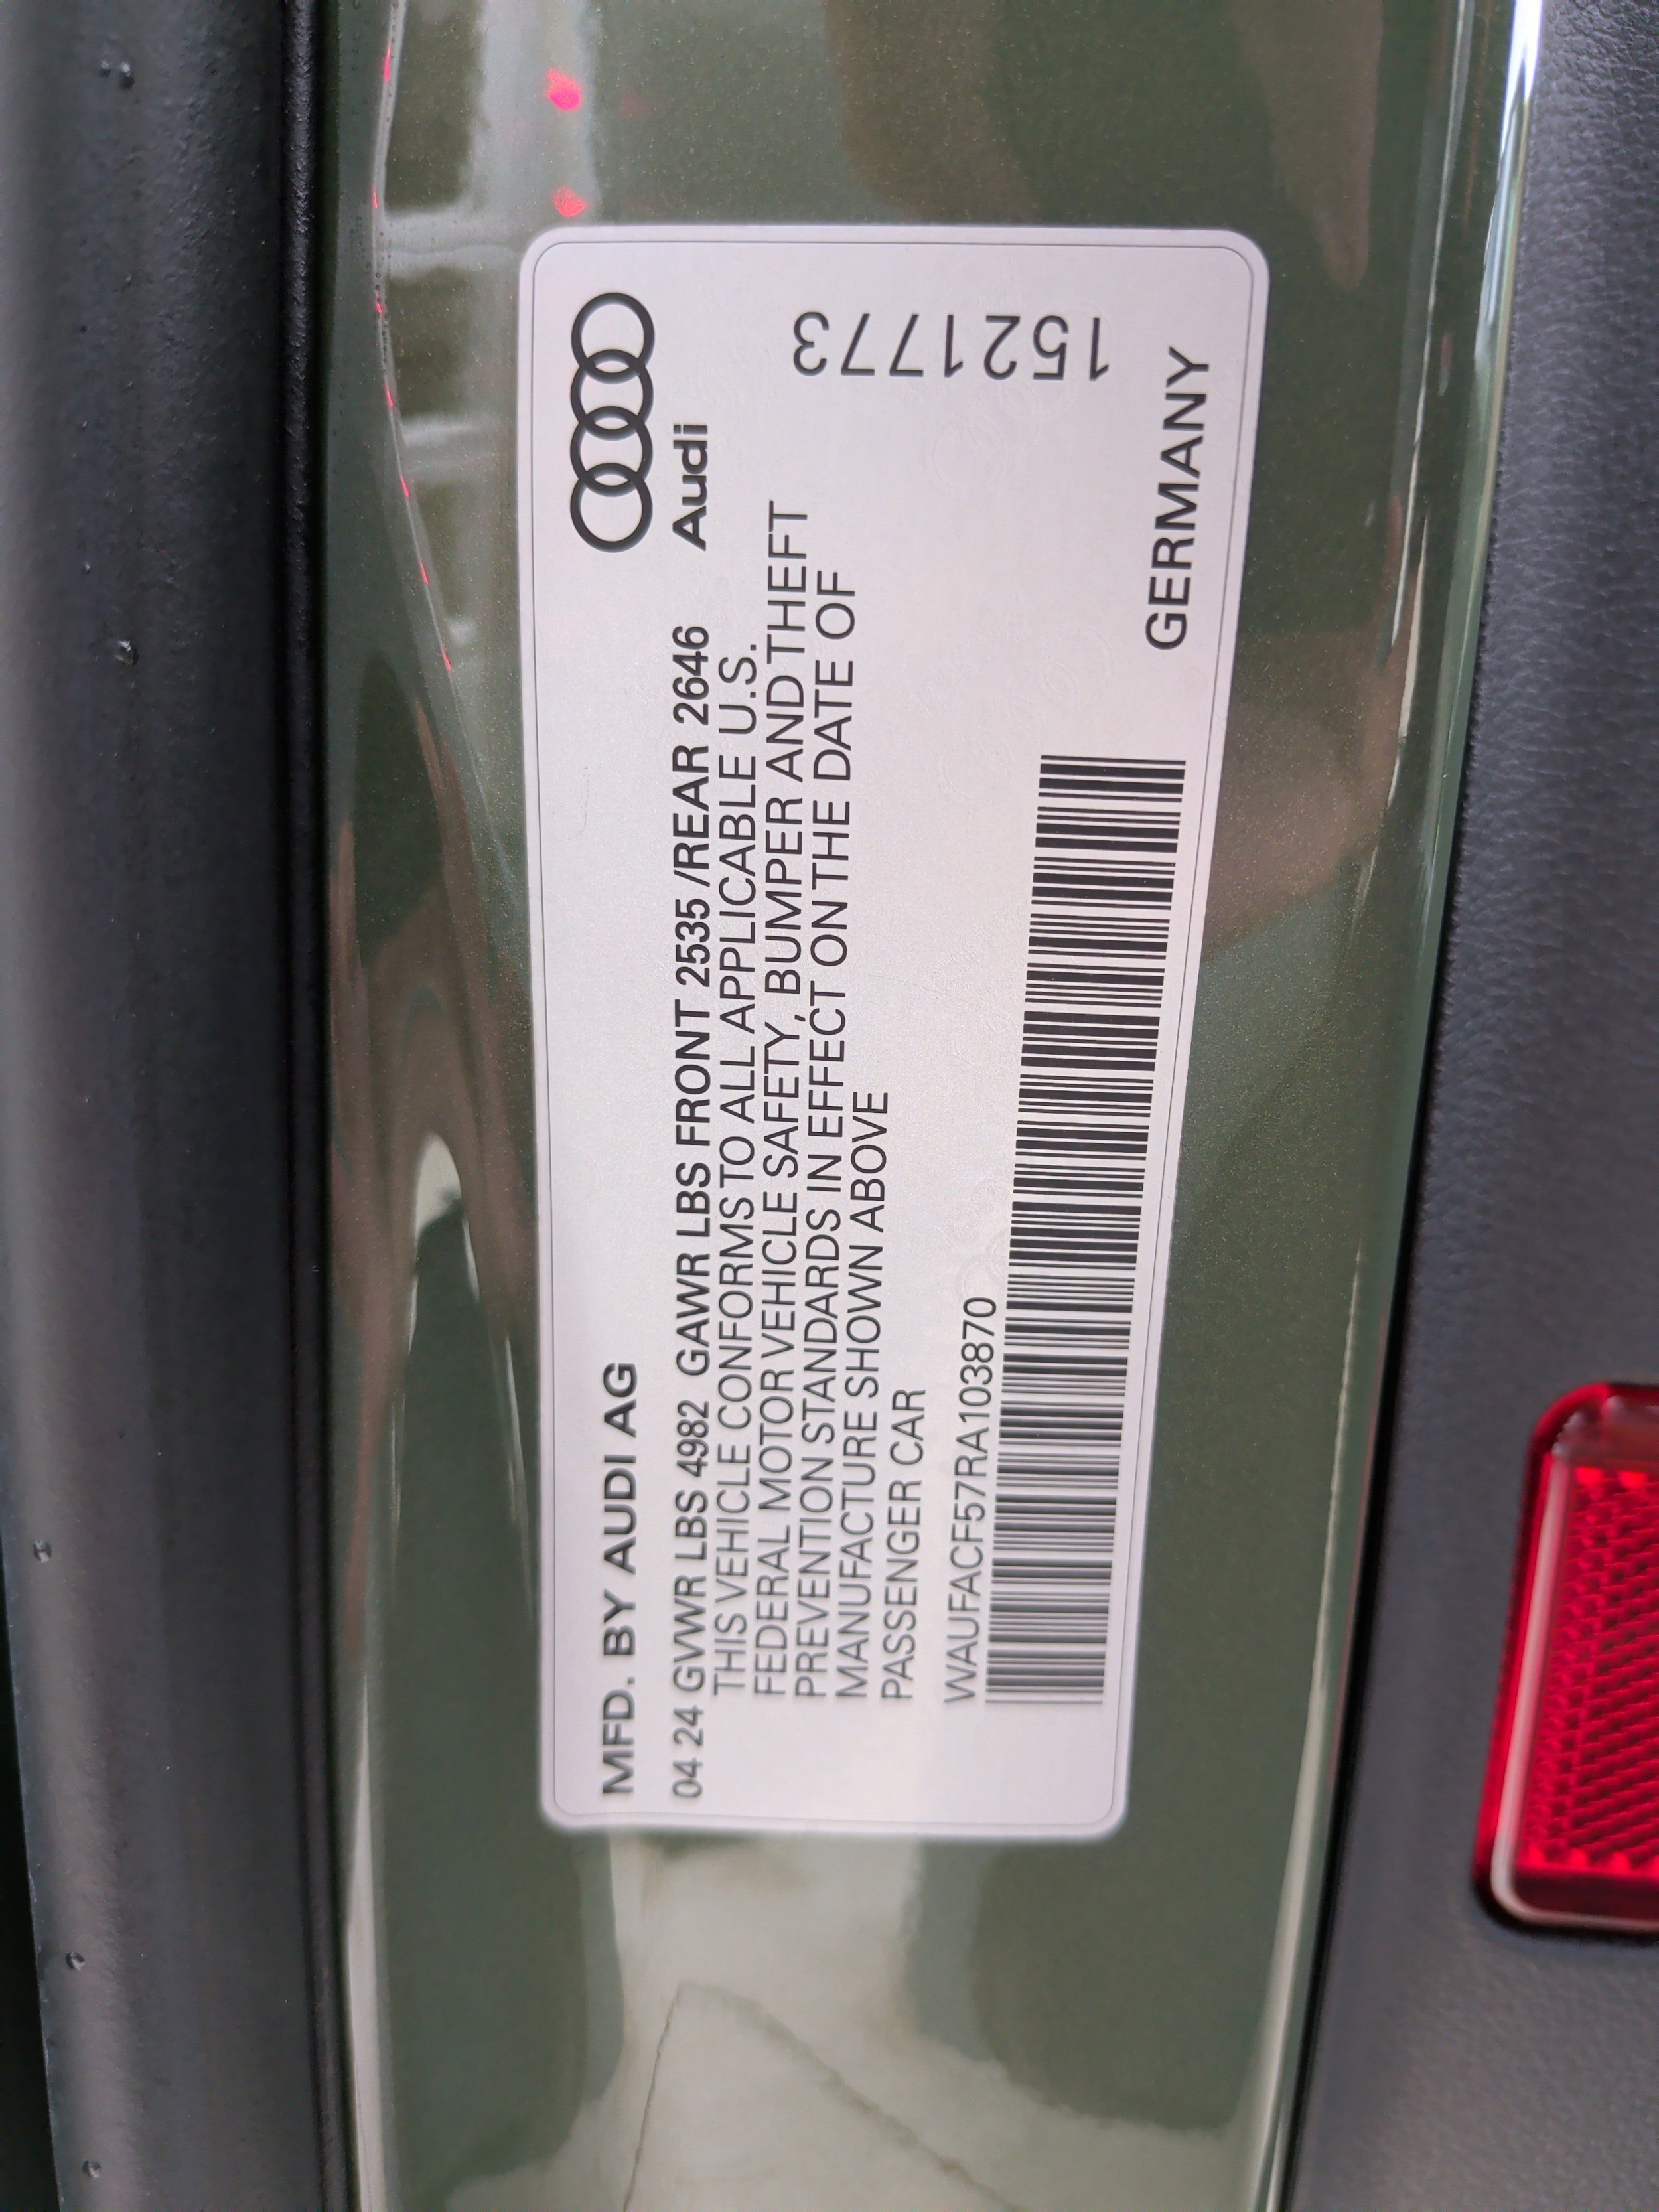 MFD. BY AUDI AG
Audi
04 24 GVWR LBS 4982 GAWR LBS FRONT 2535 /REAR 2646
THIS VEHICLE CONFORMS TO ALL APPLICABLE U.S.
FEDERAL MOTOR VEHICLE SAFETY, BUMPER AND THEFT
PREVENTION STANDARDS IN EFFECT ON THE DATE OF
MANUFACTURE SHOWN ABOVE
PASSENGER CAR
1521773
WAUFACF57RA103870
GERMANY